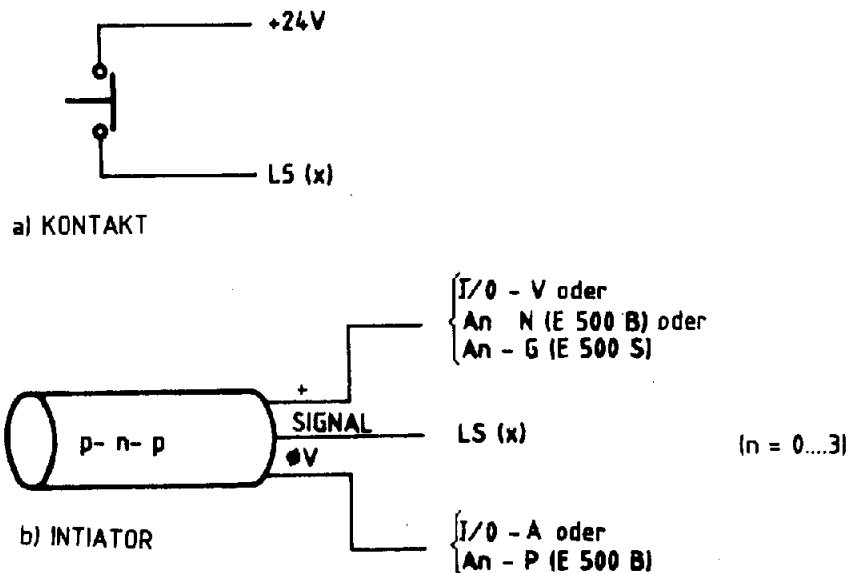 +24V
LS (x)
a) KONTAKT
I/0 - V oder
An N (E 500 B) oder
An - G (E 500 S)
+
SIGNAL
LS (x)
(n = 0....3)
p- n- p
ØV
b) INTIATOR
I/0 - A oder
An - P (E 500 B)